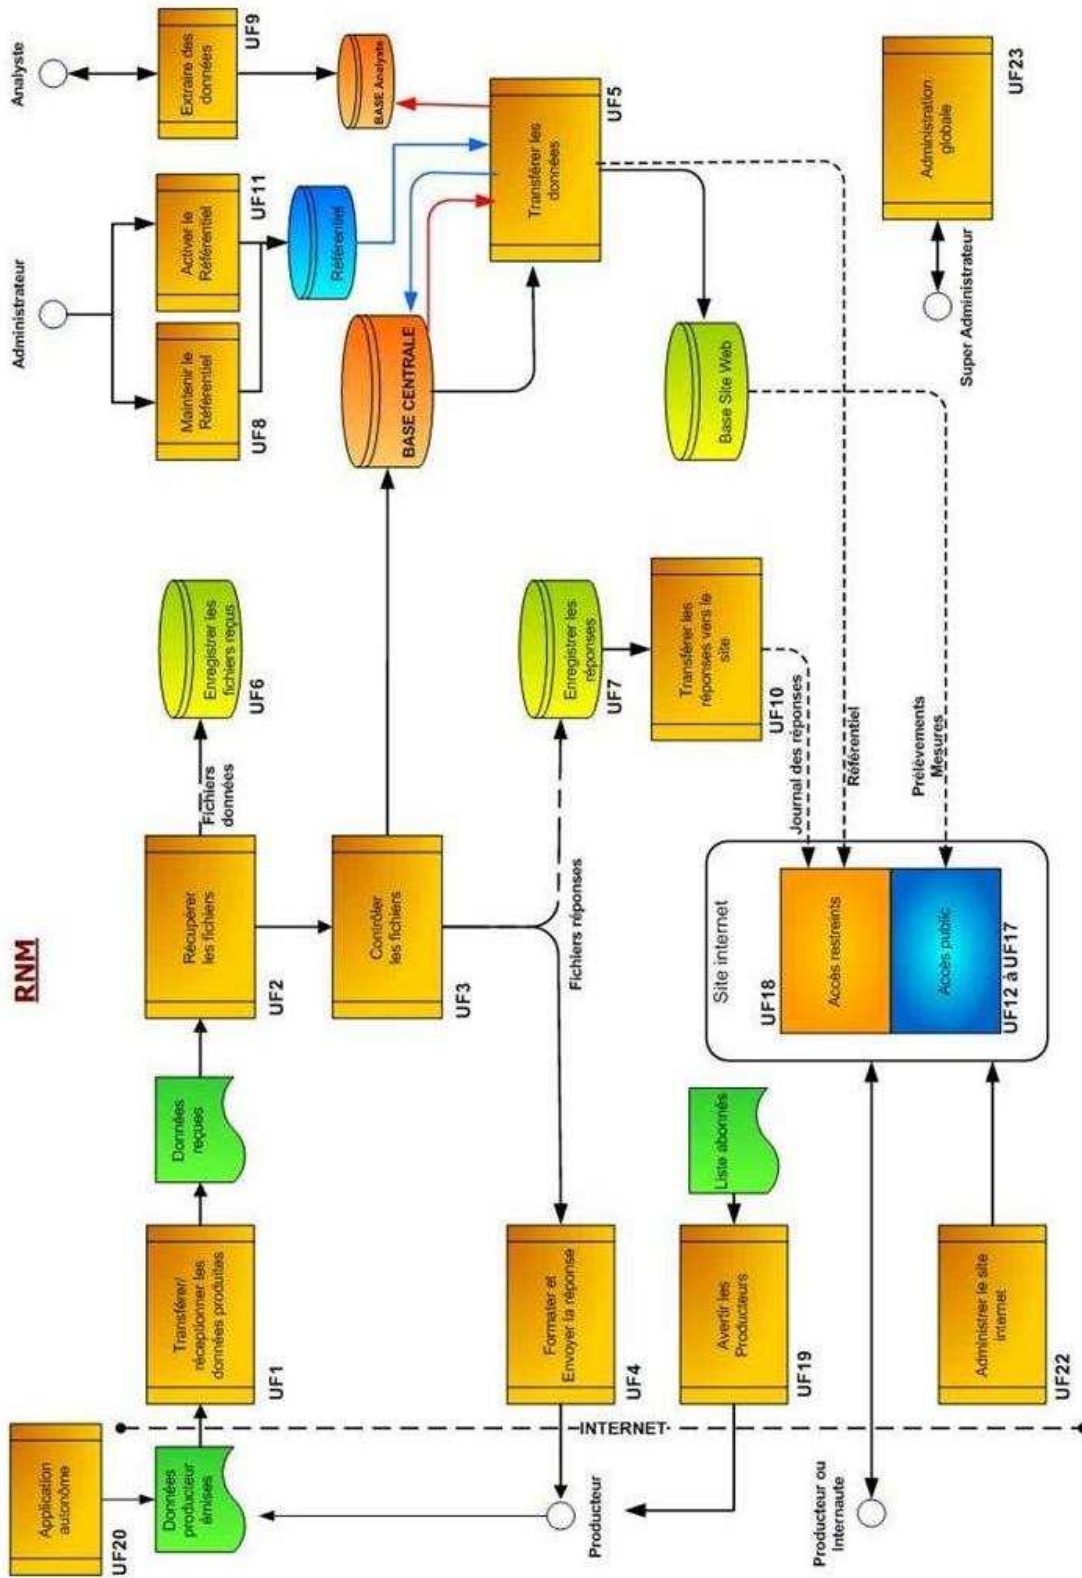 RNM
Application
autonôme
UF20
Données
producteur
émises
Transférer/
réceptionner les
données produites
UF1
Données
reçues
Récupérer
les fichiers
UF2
Fichiers
données
Enregistrer les
fichiers reçus
UF6
Administrateur
Maintenir le
Référentiel
UF8
Activer le
Référentiel
UF11
Analyste
Extraire des
données
UF9
Contrôler
les fichiers
UF3
BASE CENTRALE
Référentiel
BASE Analyste
Producteur
Formater et
Envoyer la réponse
UF4
Fichiers réponses
Enregistrer les
réponses
UF7
Transférer les
données
UF5
INTERNET
Avertir les
Producteurs
UF19
Liste abonnés
Transférer les
réponses vers le
site
UF10
Base Site Web
Journal des réponses
Référentiel
Prélèvements
Mesures
Producteur ou
Internaute
Site internet
UF18
Accès restreints
Accès public
UF12 à UF17
Administrer le site
internet
UF22
Super Administrateur
Administration
globale
UF23